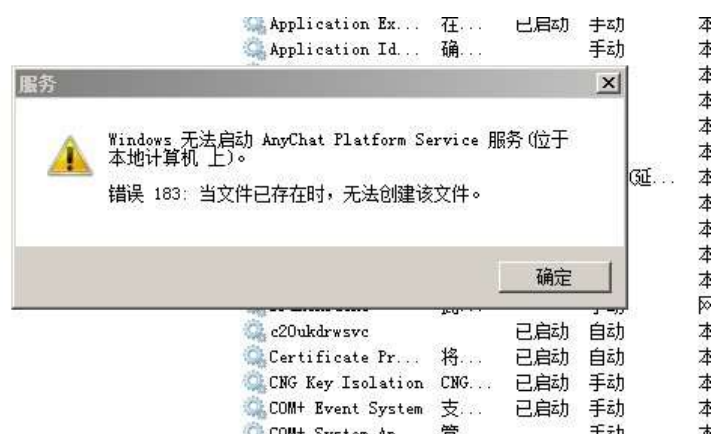 Application Ex... 在... 已启动 手动 本
Application Id... 确... 手动 本
服务
Windows 无法启动 AnyChat Platform Service 服务(位于
本地计算机 上)。
错误 183: 当文件已存在时，无法创建该文件。
(延... 本
确定
c2Oukdrwsvc 已启动 自动 本
Certificate Pr... 将... 已启动 自动 本
CNG Key Isolation CNG... 已启动 手动 本
COM+ Event System 支... 已启动 手动 本